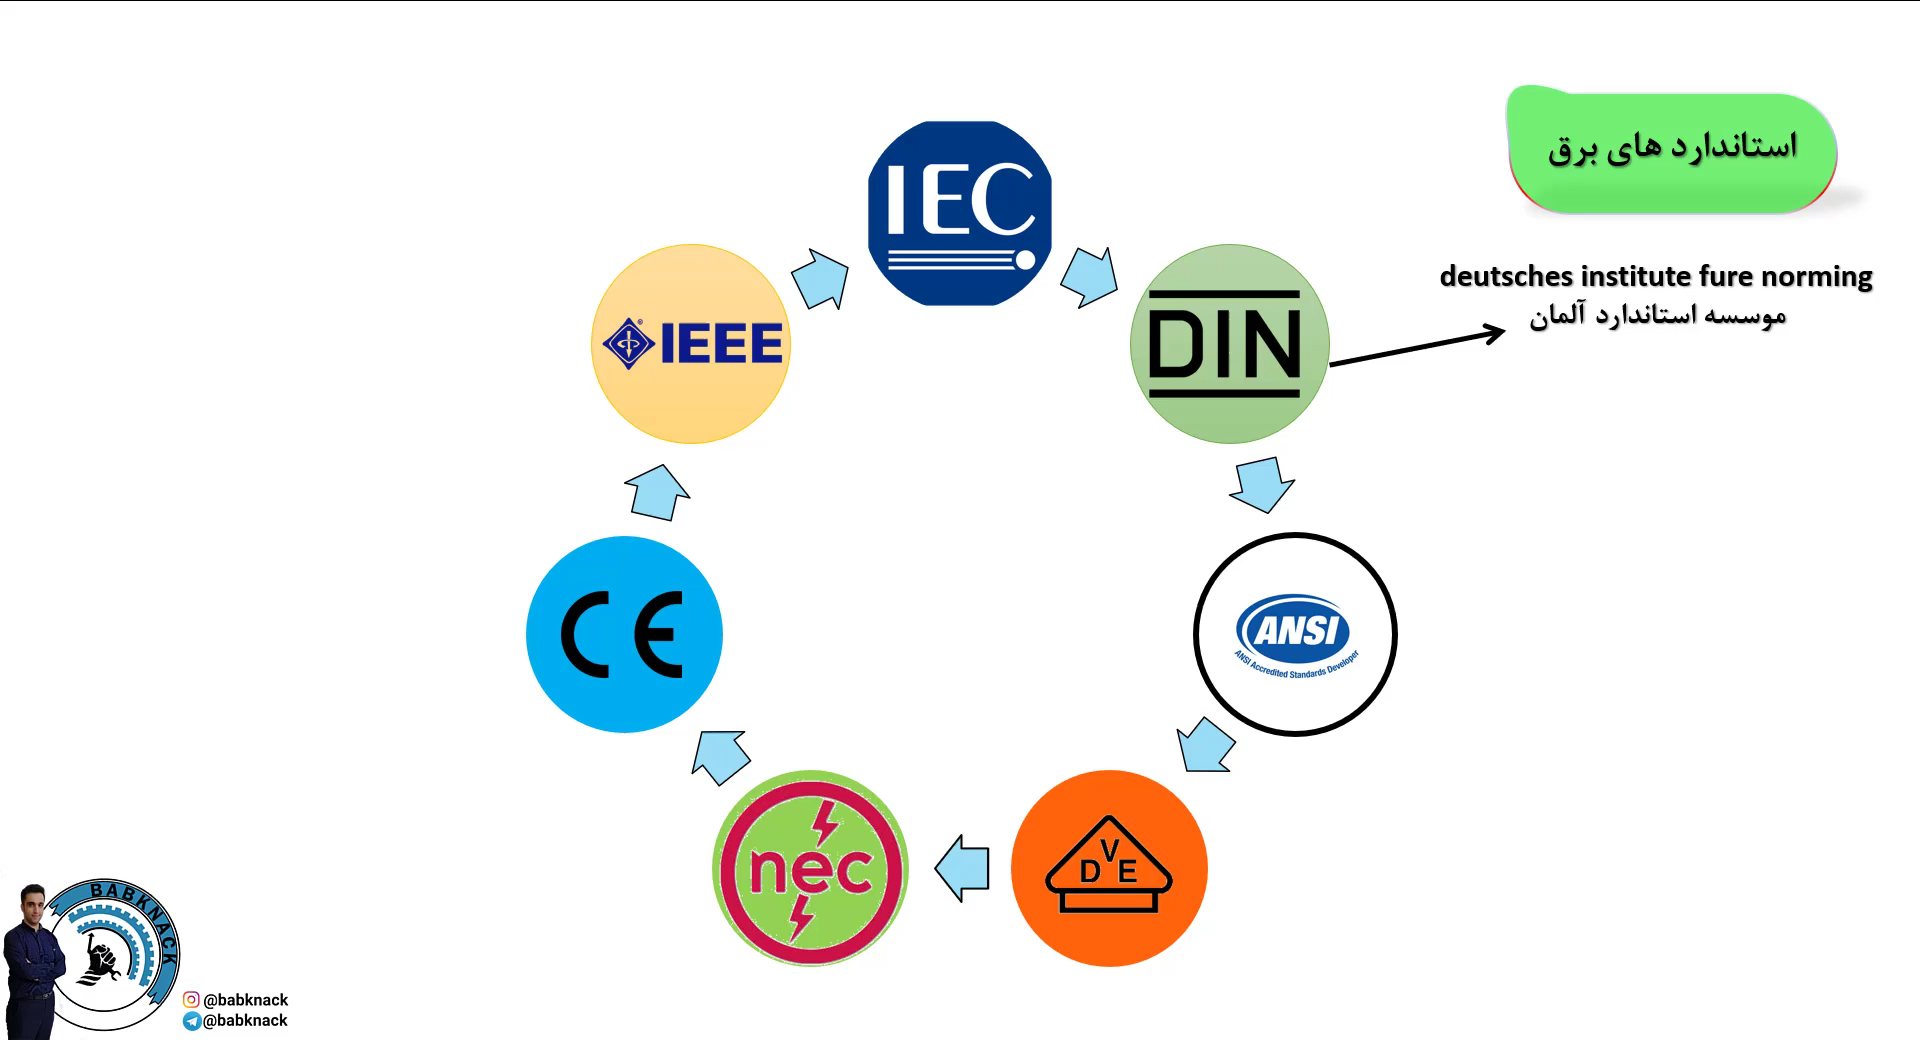 استاندارد های برق
deutsches institute fure norming
موسسه استاندارد آلمان
IEC
DIN
ANSI
ANSI Accredited Standards Developer
V
D E
nec
CE
IEEE
BABKNACK
@babknack
@babknack